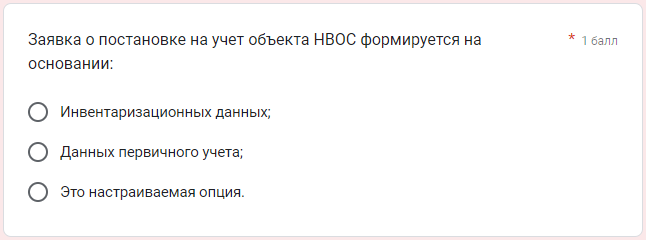 Заявка о постановке на учет объекта НВОС формируется на
основании:
* 1 балл
Инвентаризационных данных;
Данных первичного учета;
Это настраиваемая опция.